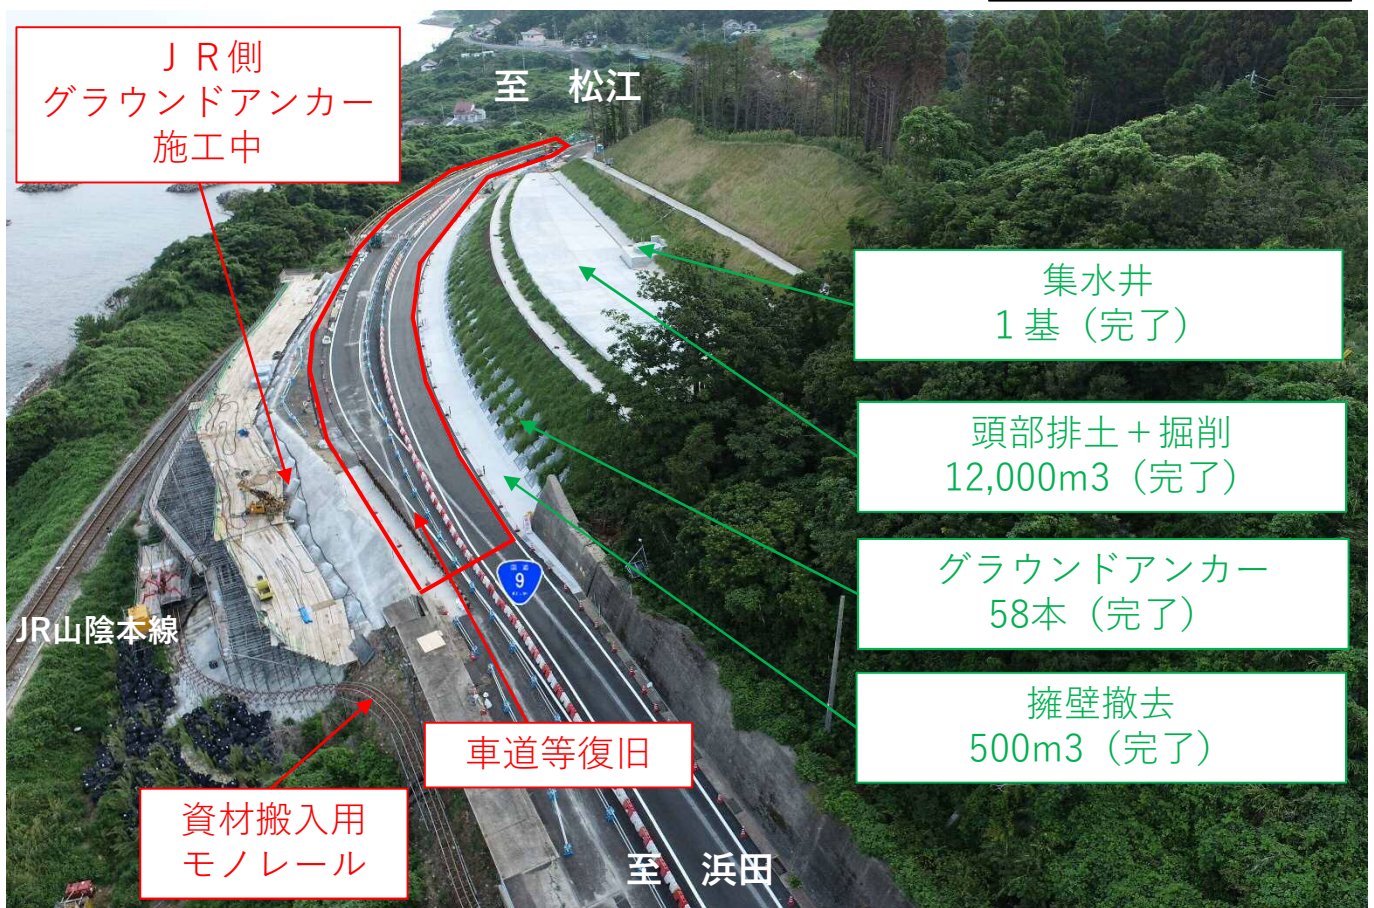 ＪＲ側
グラウンドアンカー
施工中
至　松江
集水井
１基（完了）
頭部排土＋掘削
12,000m3（完了）
グラウンドアンカー
58本（完了）
擁壁撤去
500m3（完了）
9
JR山陰本線
車道等復旧
資材搬入用
モノレール
至　浜田